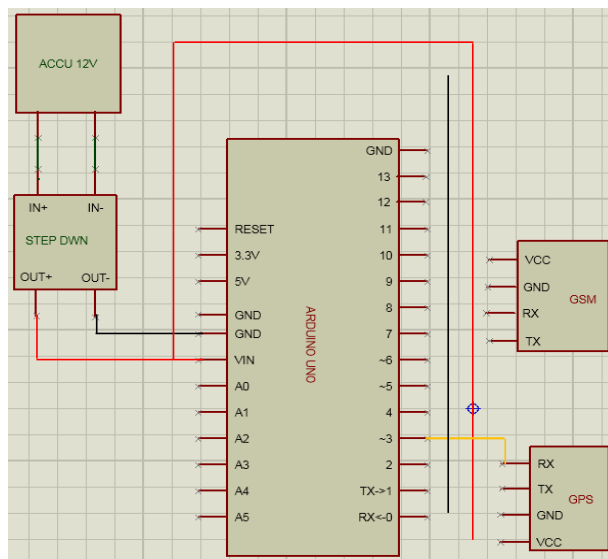 ACCU 12V
IN+ IN-
STEP DWN
OUT+ OUT-
ARDUINO UNO
RESET
3.3V
5V
GND
GND
VIN
A0
A1
A2
A3
A4
A5
GND
13
12
11
10
9
8
7
~6
~5
4
~3
2
TX->1
RX<-0
VCC
GND
RX
TX
GSM
RX
TX
GND
VCC
GPS